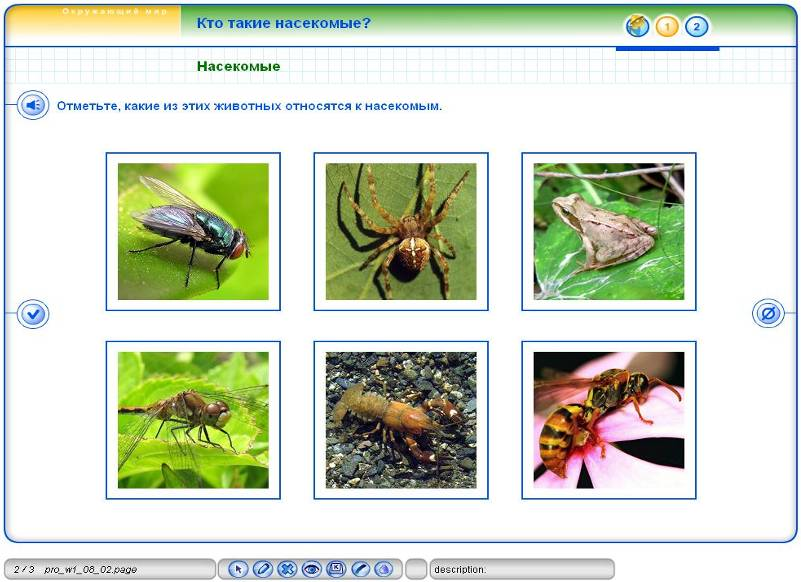 Окружающий мир
Кто такие насекомые?
1
2
Насекомые
Отметьте, какие из этих животных относятся к насекомым.
2 / 3 pro_w1_08_02.page
description: